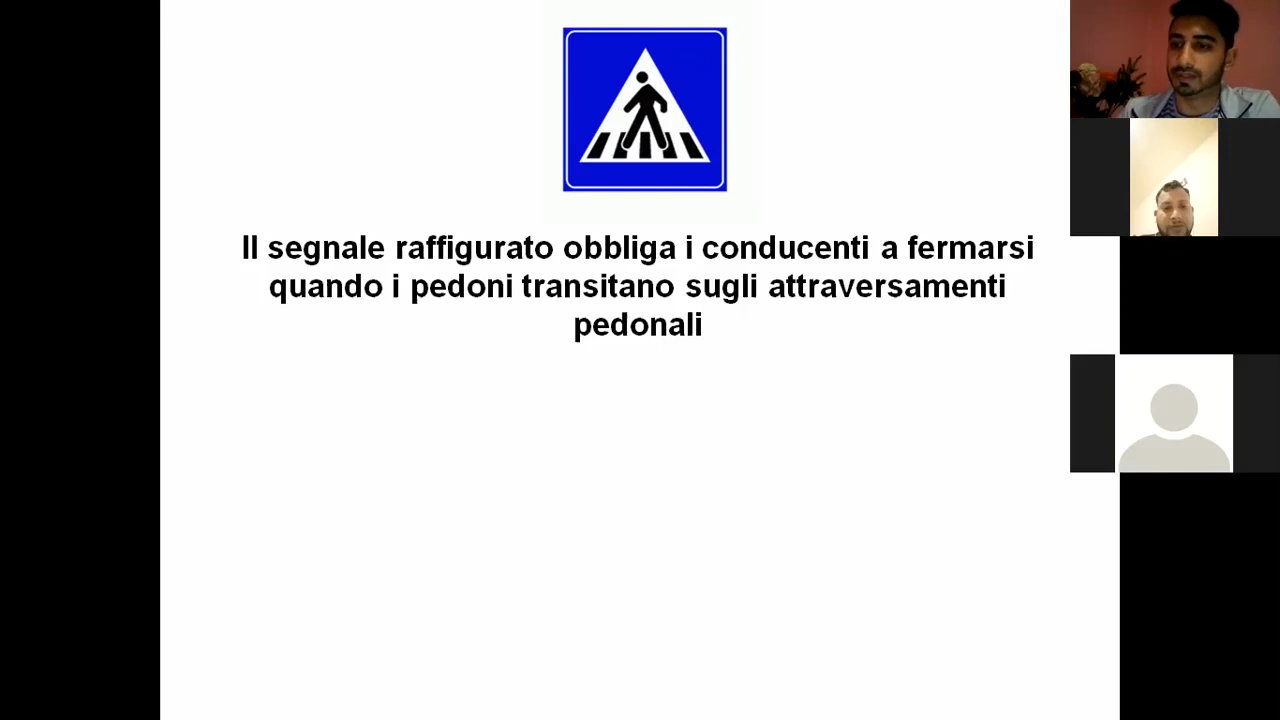 Il segnale raffigurato obbliga i conducenti a fermarsi
quando i pedoni transitano sugli attraversamenti
pedonali